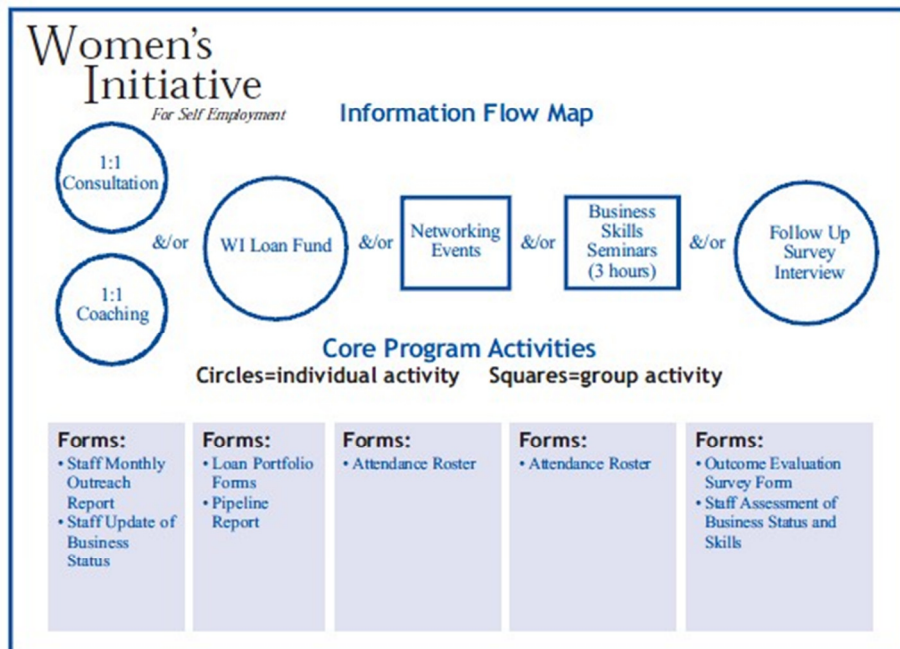 Women's
Initiative
For Self Employment
Information Flow Map
1:1
Consultation
1:1
Coaching
&/or
WI Loan Fund
&/or
Networking
Events
&/or
Business
Skills
Seminars
(3 hours)
&/or
Follow Up
Survey
Interview
Core Program Activities
Circles=individual activity Squares=group activity
Forms:
• Staff Monthly
Outreach
Report
• Staff Update of
Business
Status
Forms:
• Loan Portfolio
Forms
• Pipeline
Report
Forms:
• Attendance Roster
Forms:
• Attendance Roster
Forms:
• Outcome Evaluation
Survey Form
• Staff Assessment of
Business Status and
Skills